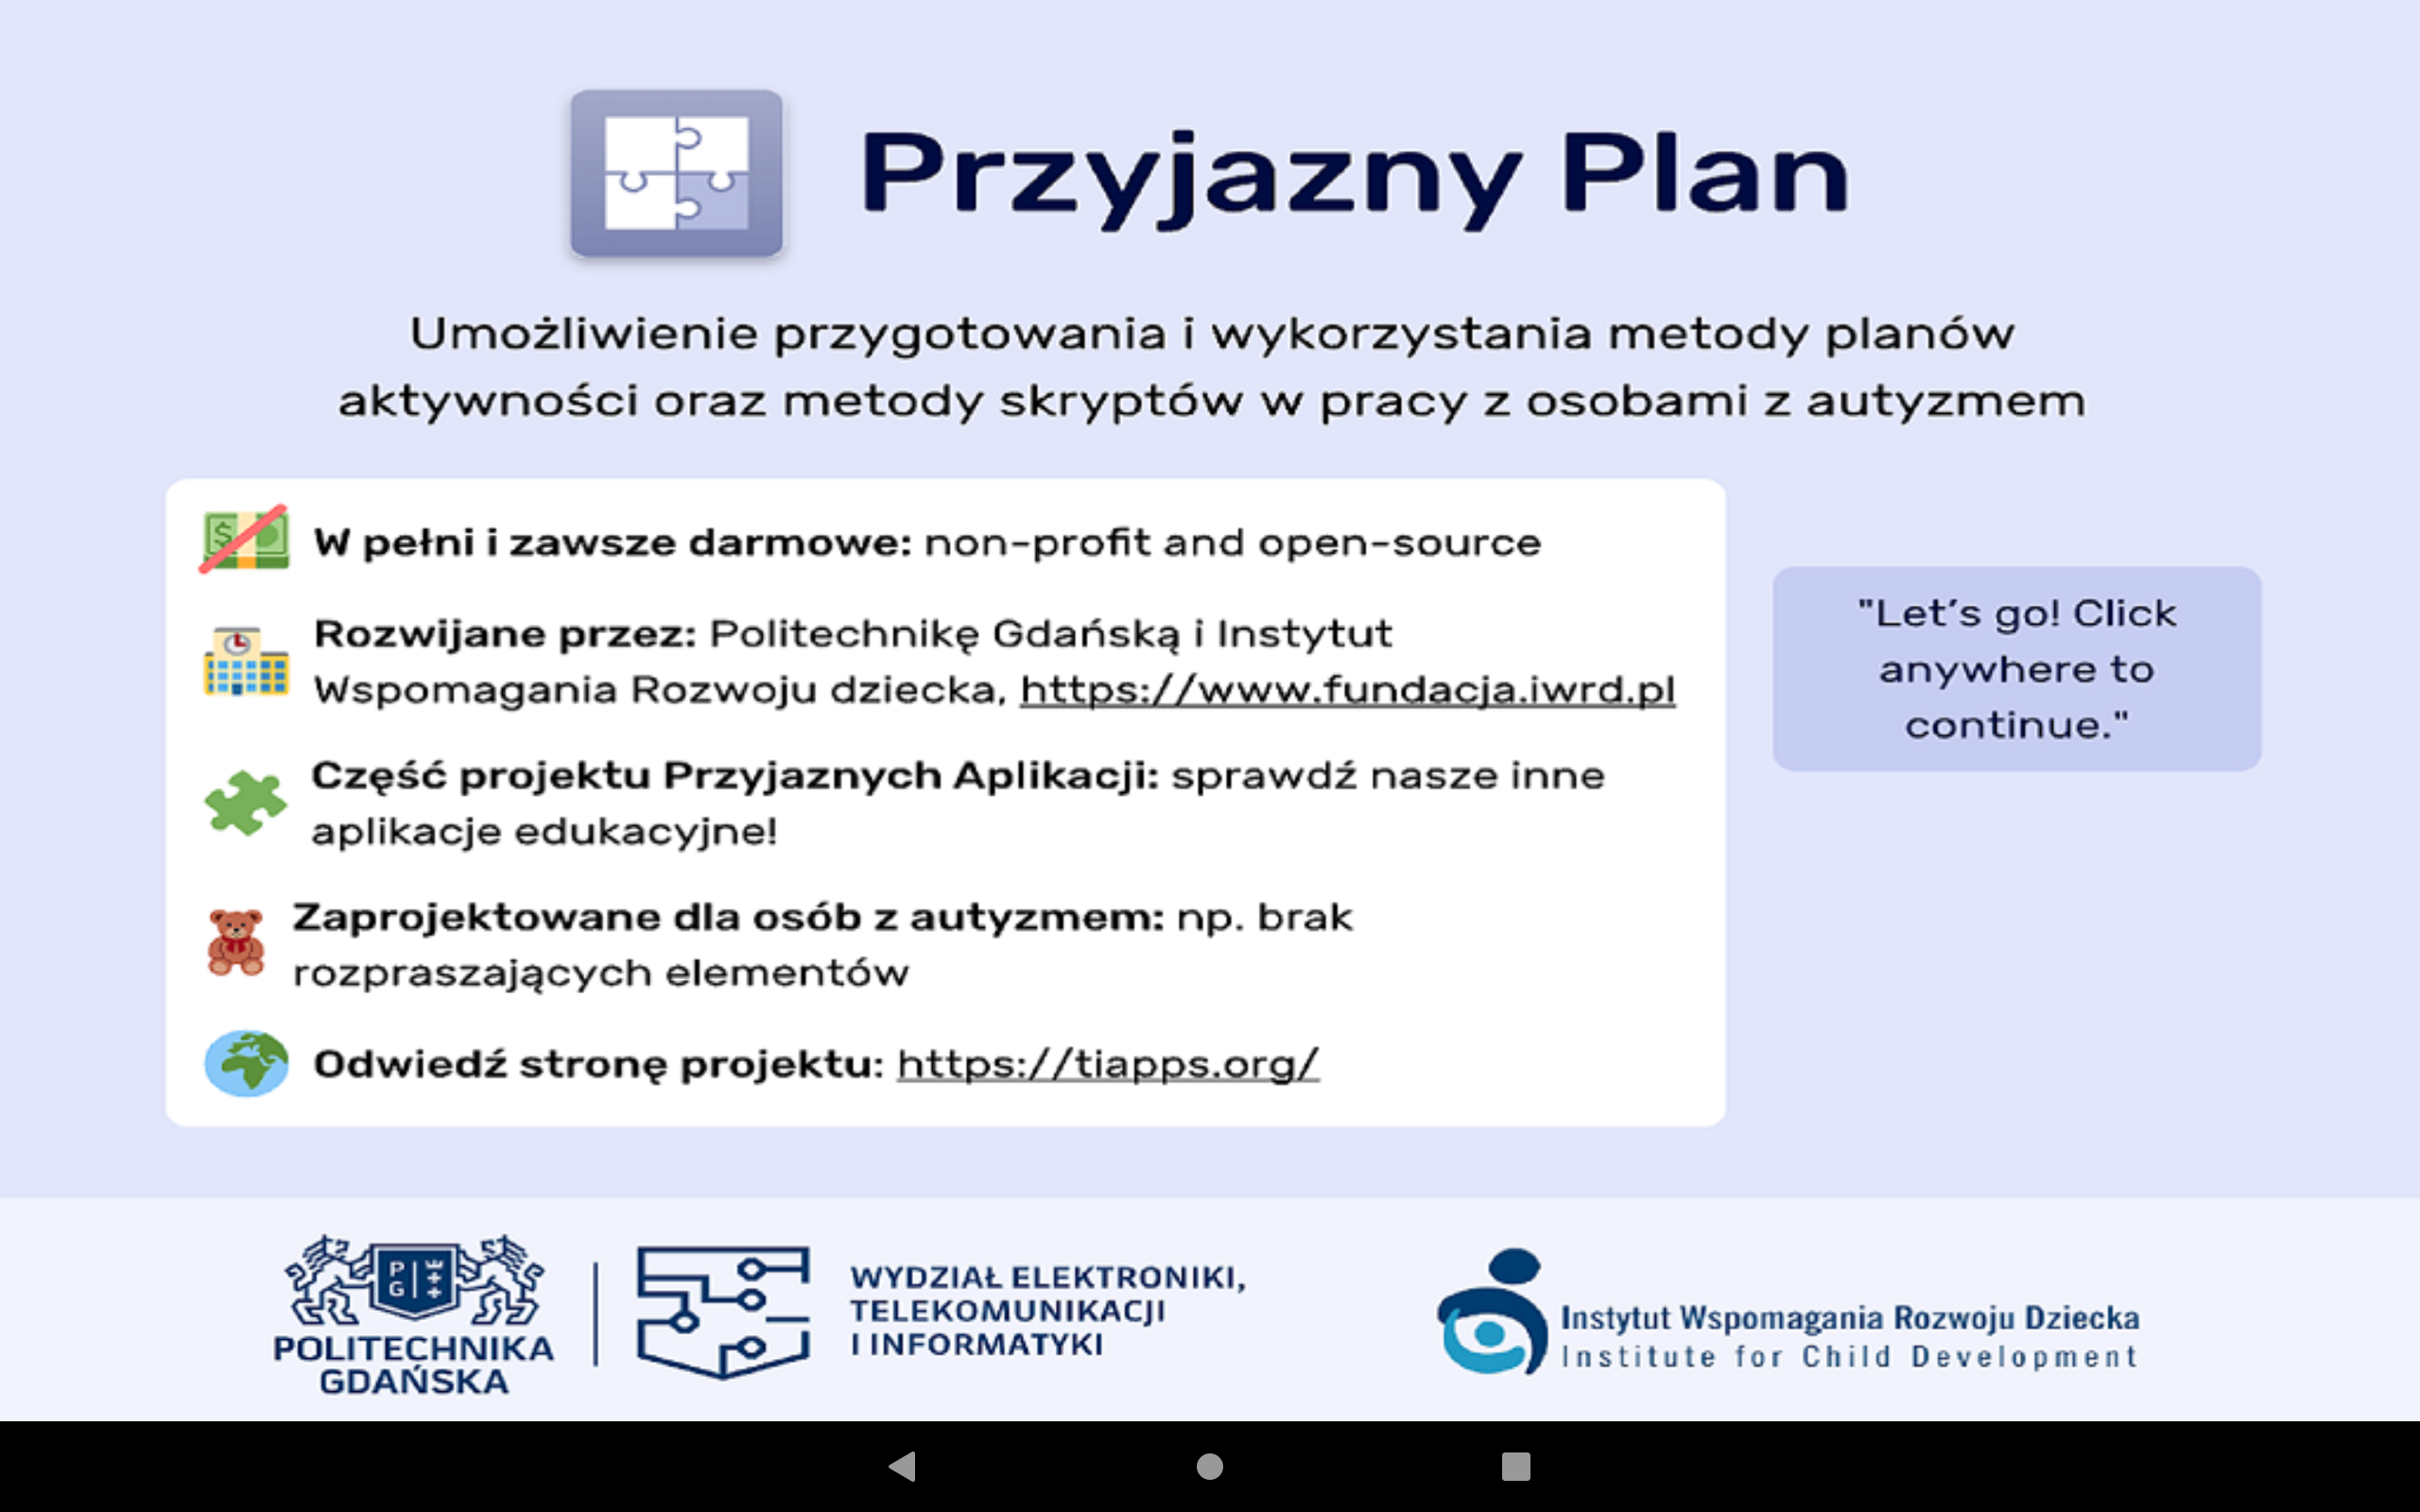 Przyjazny Plan
Umożliwienie przygotowania i wykorzystania metody planów
aktywności oraz metody skryptów w pracy z osobami z autyzmem
W pełni i zawsze darmowe: non-profit and open-source
Rozwijane przez: Politechnikę Gdańską i Instytut
Wspomagania Rozwoju dziecka, https://www.fundacja.iwrd.pl
Część projektu Przyjaznych Aplikacji: sprawdź nasze inne
aplikacje edukacyjne!
Zaprojektowane dla osób z autyzmem: np. brak
rozpraszających elementów
Odwiedź stronę projektu: https://tiapps.org/
"Let's go! Click
anywhere to
continue."
PG
POLITECHNIKA
GDAŃSKA
WYDZIAŁ ELEKTRONIKI,
TELEKOMUNIKACJI
I INFORMATYKI
Instytut Wspomagania Rozwoju Dziecka
Institute for Child Development